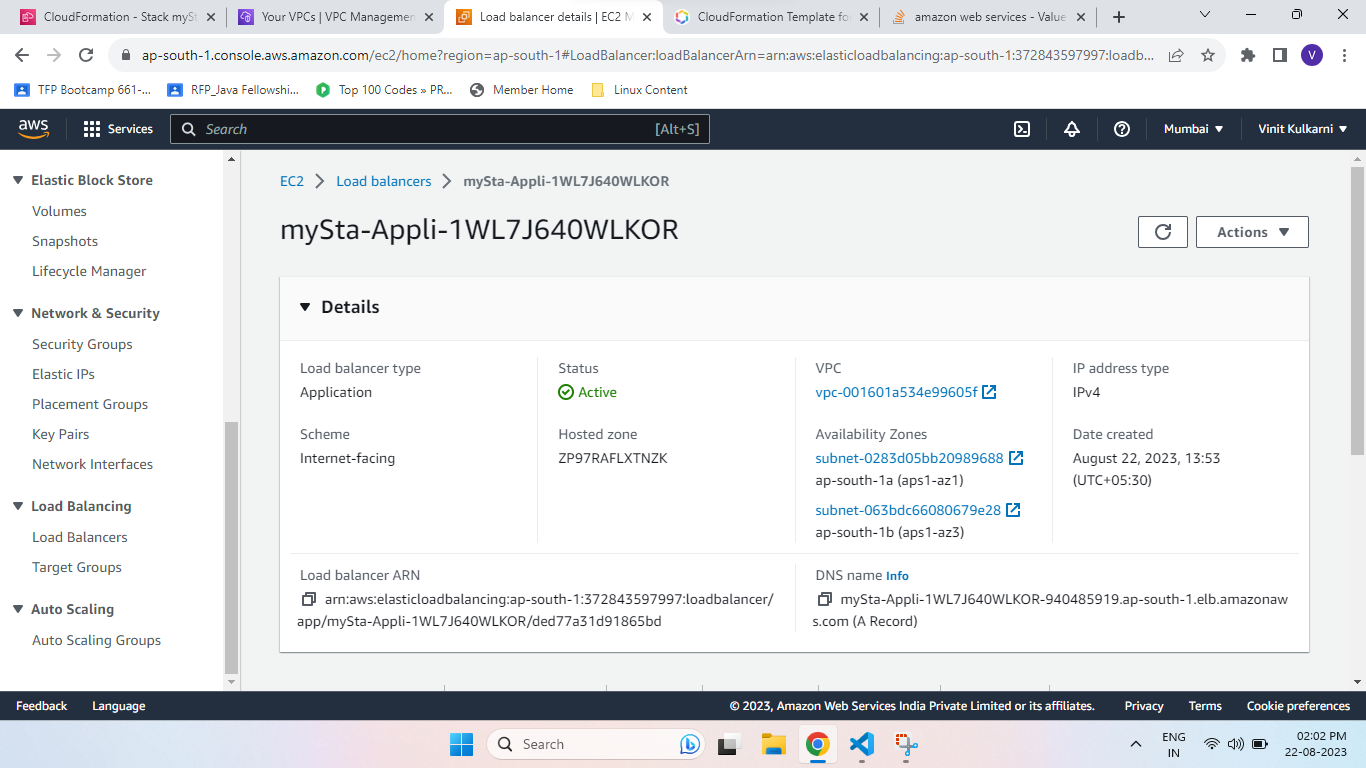 CloudFormation - Stack myS
Your VPCs | VPC Managemen
Load balancer details | EC2 M
CloudFormation Template fo
amazon web services - Value
ap-south-1.console.aws.amazon.com/ec2/home?region=ap-south-1#LoadBalancer:loadBalancerArn=arn:aws:elasticloadbalancing:ap-south-1:372843597997:loadb...
V
TFP Bootcamp 661-...
RFP_Java Fellowshi...
Top 100 Codes » PR...
Member Home
Linux Content
aws
Services
Search
[Alt+S]
Mumbai
Vinit Kulkarni
Elastic Block Store
Volumes
Snapshots
Lifecycle Manager
Network & Security
Security Groups
Elastic IPs
Placement Groups
Key Pairs
Network Interfaces
Load Balancing
Load Balancers
Target Groups
Auto Scaling
Auto Scaling Groups
EC2
Load balancers
mySta-Appli-1WL7J640WLKOR
mySta-Appli-1WL7J640WLKOR
Actions
Details
Load balancer type
Application
Status
Active
VPC
vpc-001601a534e99605f
IP address type
IPv4
Scheme
Internet-facing
Hosted zone
ZP97RAFLXTNZK
Availability Zones
subnet-0283d05bb20989688
ap-south-1a (aps1-az1)
subnet-063bdc66080679e28
ap-south-1b (aps1-az3)
Date created
August 22, 2023, 13:53
(UTC+05:30)
Load balancer ARN
arn:aws:elasticloadbalancing:ap-south-1:372843597997:loadbalancer/
app/mySta-Appli-1WL7J640WLKOR/ded77a31d91865bd
DNS name Info
mySta-Appli-1WL7J640WLKOR-940485919.ap-south-1.elb.amazonaw
s.com (A Record)
Feedback
Language
© 2023, Amazon Web Services India Private Limited or its affiliates.
Privacy
Terms
Cookie preferences
Search
ENG
IN
02:02 PM
22-08-2023